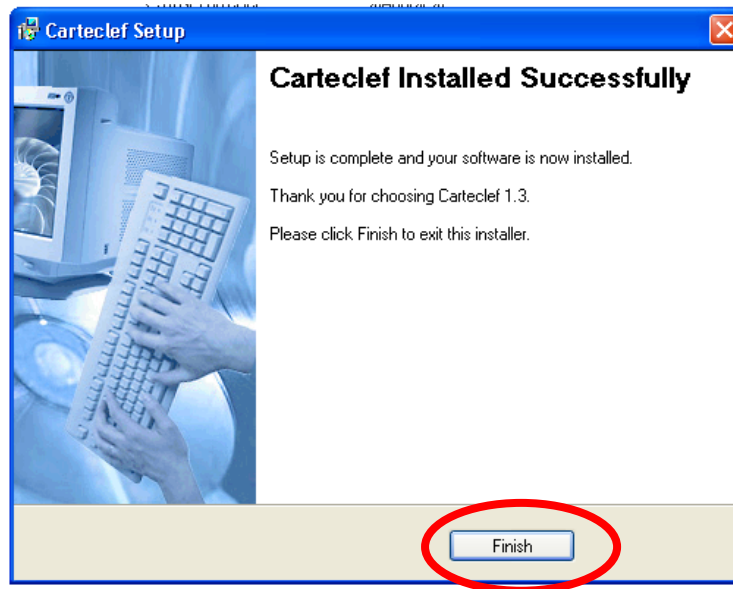 Carteclef Setup
Carteclef Installed Successfully
Setup is complete and your software is now installed.
Thank you for choosing Carteclef 1.3.
Please click Finish to exit this installer.
Finish